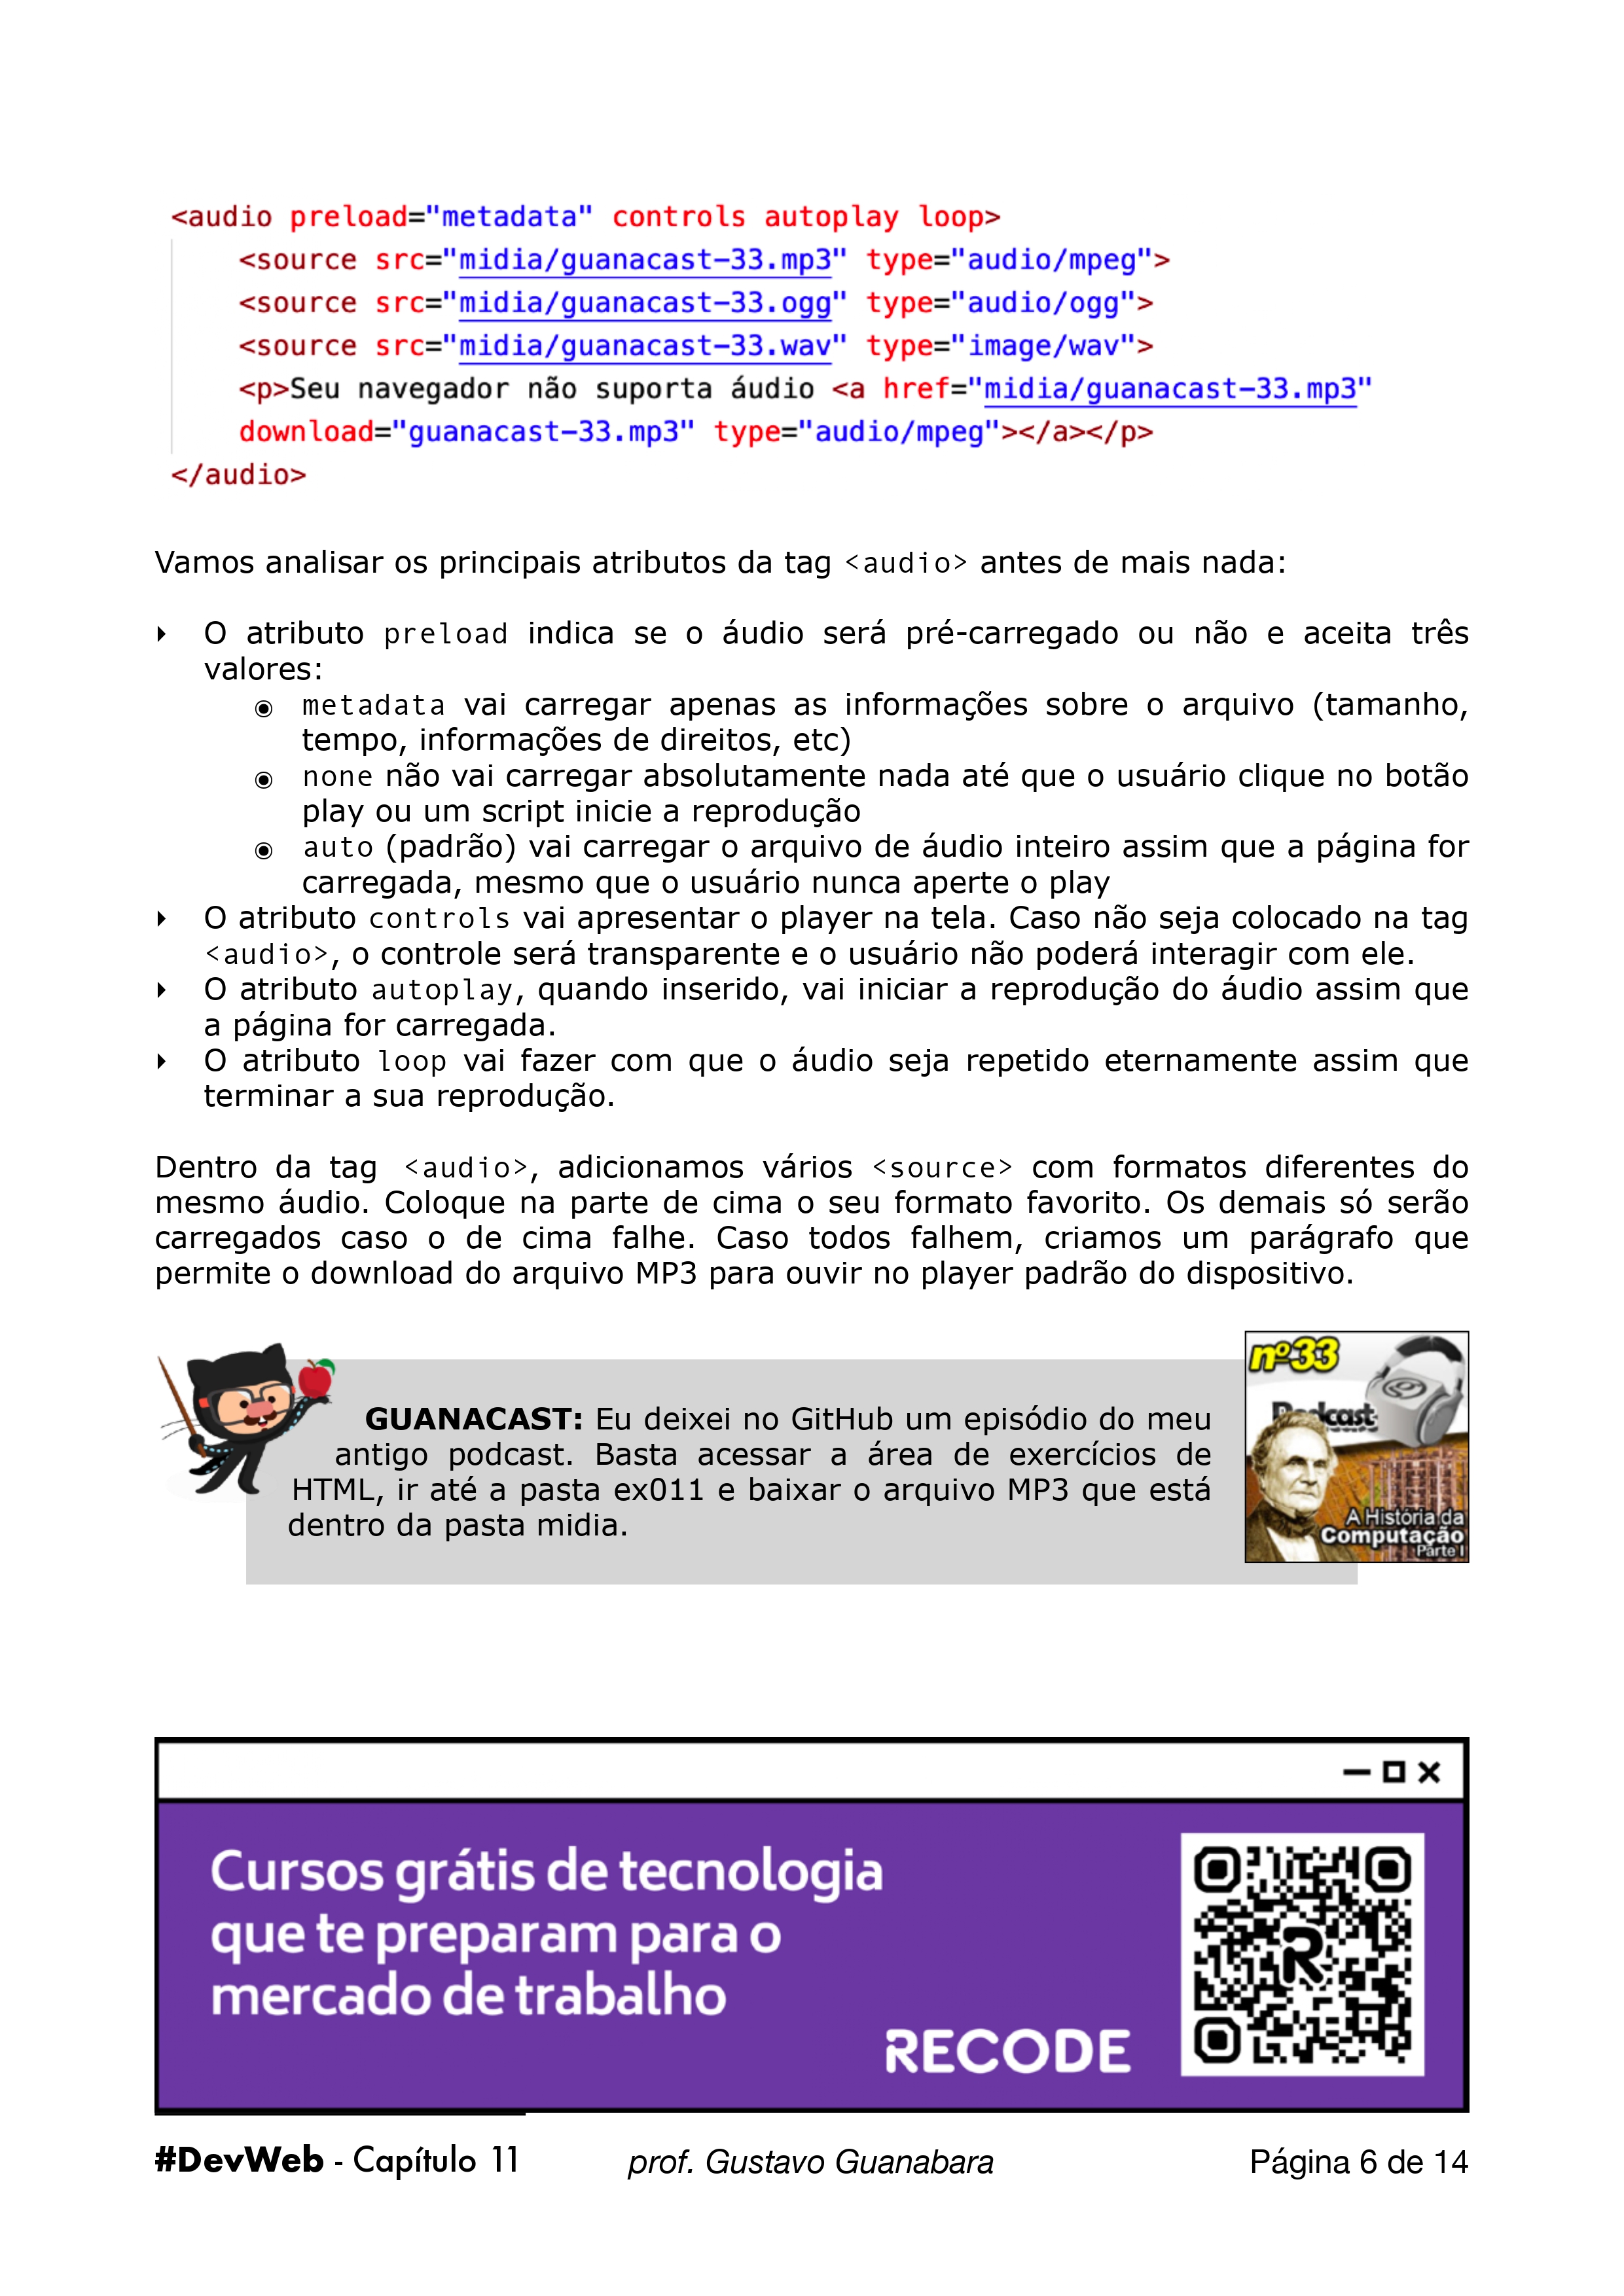 <audio preload="metadata" controls autoplay loop>
<source src="midia/guanacast-33.mp3" type="audio/mpeg">
<source src="midia/guanacast-33.ogg" type="audio/ogg">
<source src="midia/guanacast-33.wav" type="image/wav">
<p>Seu navegador não suporta áudio <a href="midia/guanacast-33.mp3"
download="guanacast-33.mp3" type="audio/mpeg"></a></p>
</audio>
Vamos analisar os principais atributos da tag <audio> antes de mais nada:
‣ O atributo preload indica se o áudio será pré-carregado ou não e aceita três
valores:
◉ metadata vai carregar apenas as informações sobre o arquivo (tamanho,
tempo, informações de direitos, etc)
◉ none não vai carregar absolutamente nada até que o usuário clique no botão
play ou um script inicie a reprodução
◉ auto (padrão) vai carregar o arquivo de áudio inteiro assim que a página for
carregada, mesmo que o usuário nunca aperte o play
‣ O atributo controls vai apresentar o player na tela. Caso não seja colocado na tag
<audio>, o controle será transparente e o usuário não poderá interagir com ele.
‣ O atributo autoplay, quando inserido, vai iniciar a reprodução do áudio assim que
a página for carregada.
‣ O atributo loop vai fazer com que o áudio seja repetido eternamente assim que
terminar a sua reprodução.
Dentro da tag <audio>, adicionamos vários <source> com formatos diferentes do
mesmo áudio. Coloque na parte de cima o seu formato favorito. Os demais só serão
carregados caso o de cima falhe. Caso todos falhem, criamos um parágrafo que
permite o download do arquivo MP3 para ouvir no player padrão do dispositivo.
GUANACAST: Eu deixei no GitHub um episódio do meu
antigo podcast. Basta acessar a área de exercícios de
HTML, ir até a pasta ex011 e baixar o arquivo MP3 que está
dentro da pasta midia.
nº33
Podcast
A História da
Computação
Parte I
Cursos grátis de tecnologia
que te preparam para o
mercado de trabalho
RECODE
R
#DevWeb - Capítulo 11 prof. Gustavo Guanabara Página 6 de 14